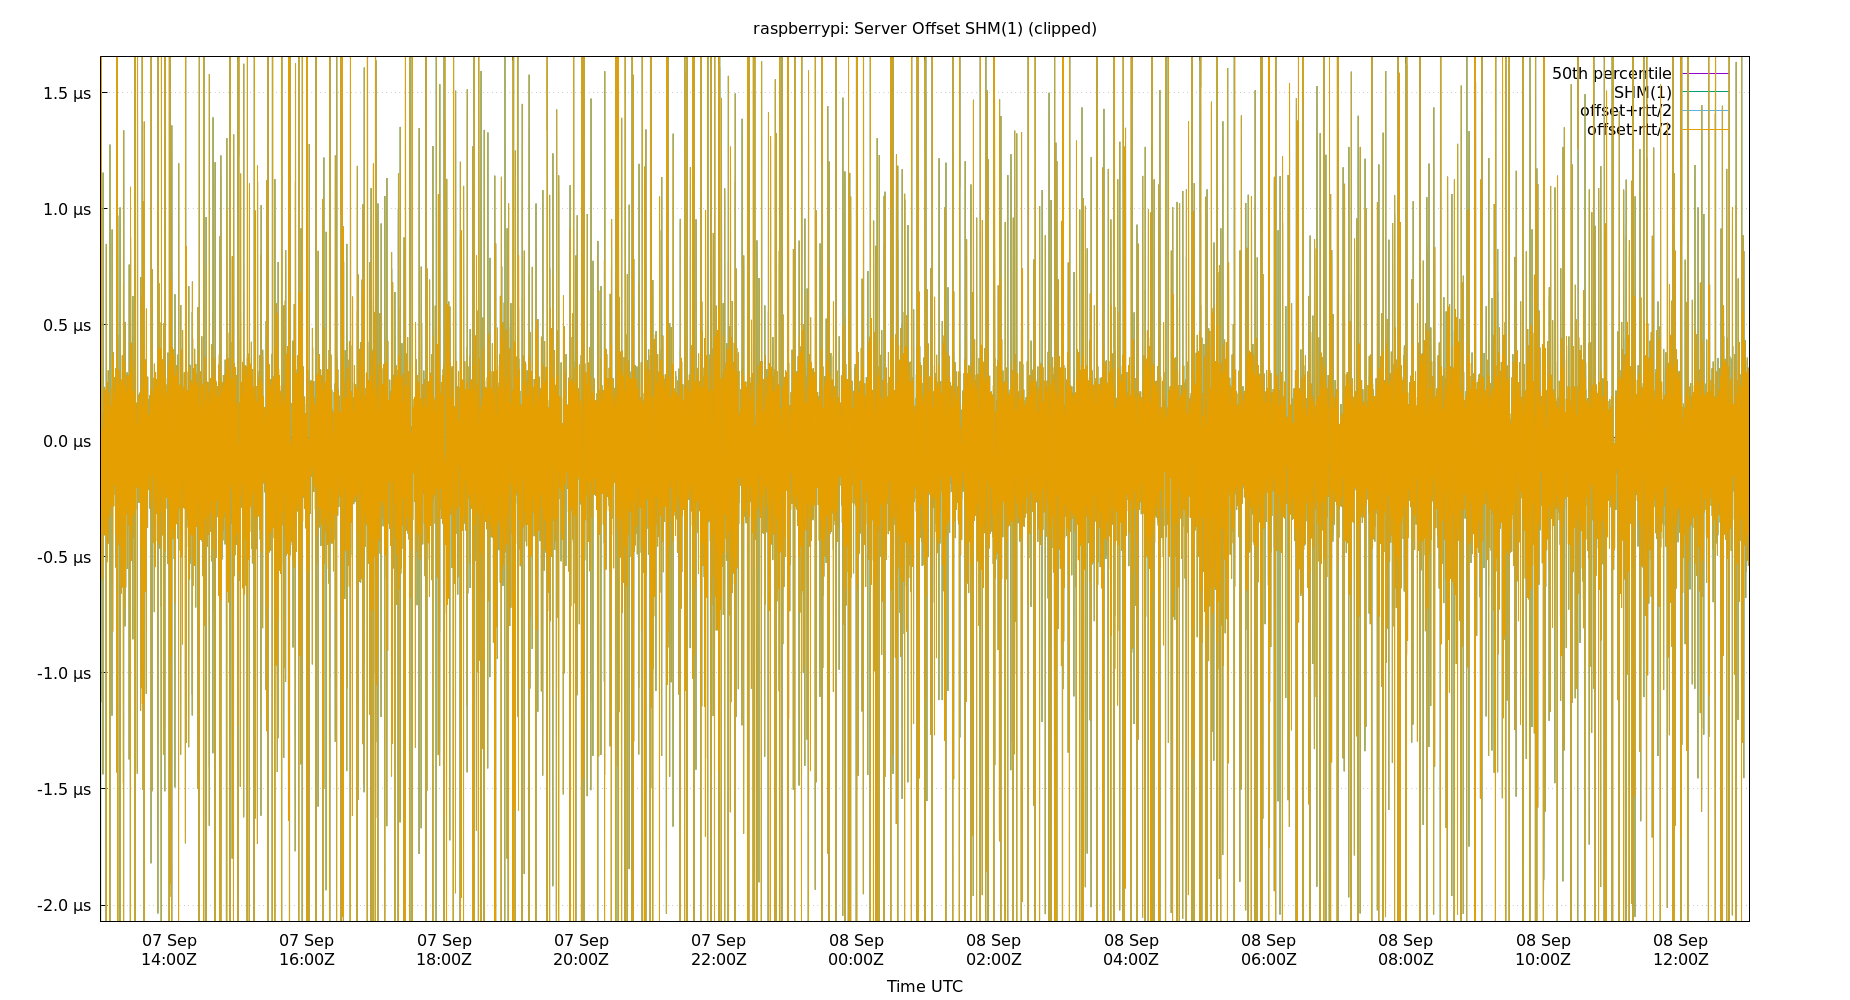 raspberrypi: Server Offset SHM(1) (clipped)
50th percentile
SHM(1)
offset+rtt/2
offset-rtt/2
1.5 µs
1.0 µs
0.5 µs
0.0 µs
-0.5 µs
-1.0 µs
-1.5 µs
-2.0 µs
07 Sep 07 Sep 07 Sep 07 Sep 07 Sep 08 Sep 08 Sep 08 Sep 08 Sep 08 Sep 08 Sep 08 Sep
14:00Z 16:00Z 18:00Z 20:00Z 22:00Z 00:00Z 02:00Z 04:00Z 06:00Z 08:00Z 10:00Z 12:00Z
Time UTC